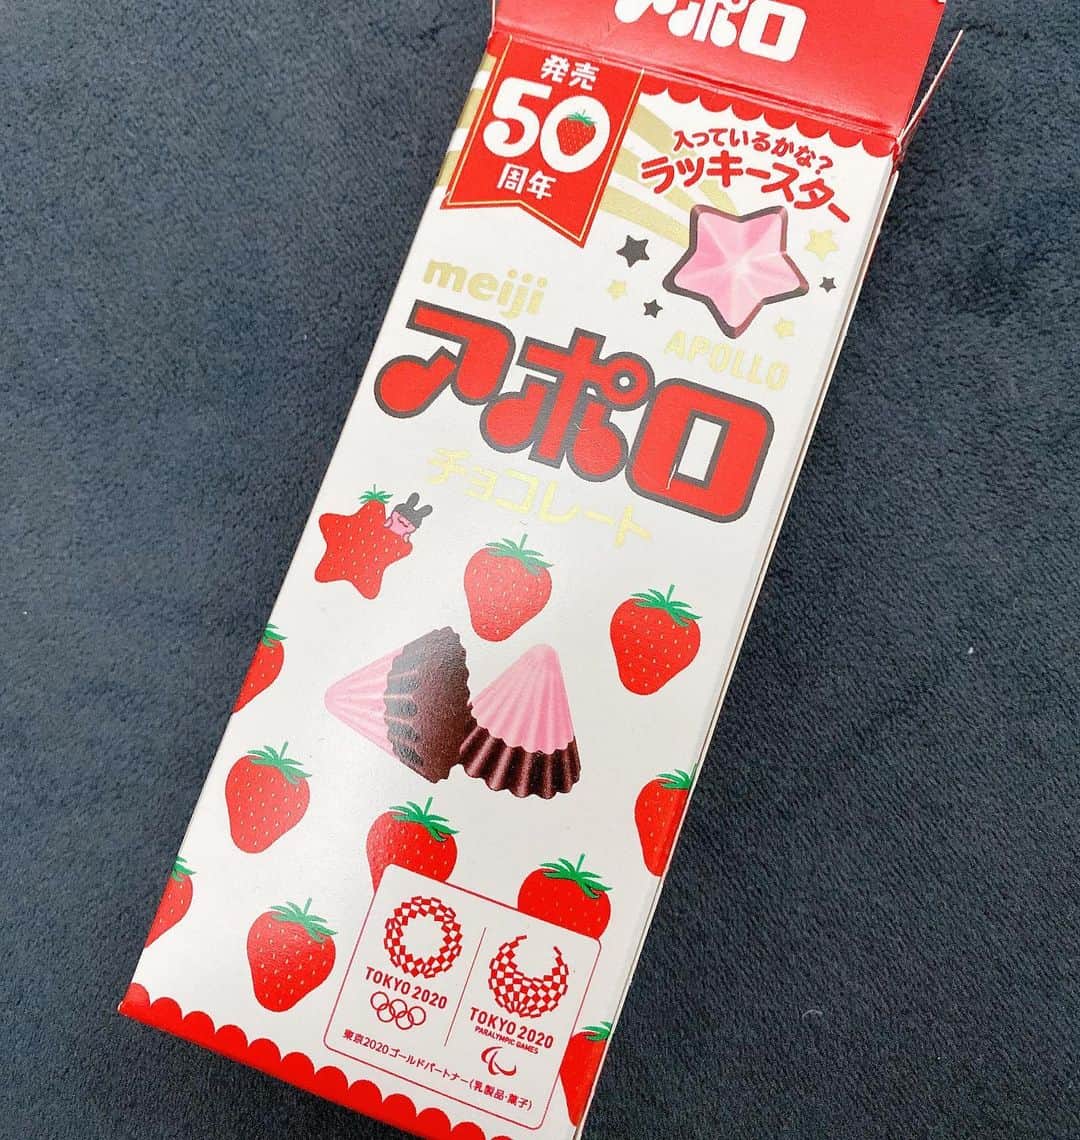 アポロ
発売
50
周年
入っているかな？
ラッキースター
meiji
APOLLO
アポロ
チョコレート
TOKYO 2020
TOKYO 2020
PARALYMPIC GAMES
東京2020ゴールドパートナー(乳製品・菓子)